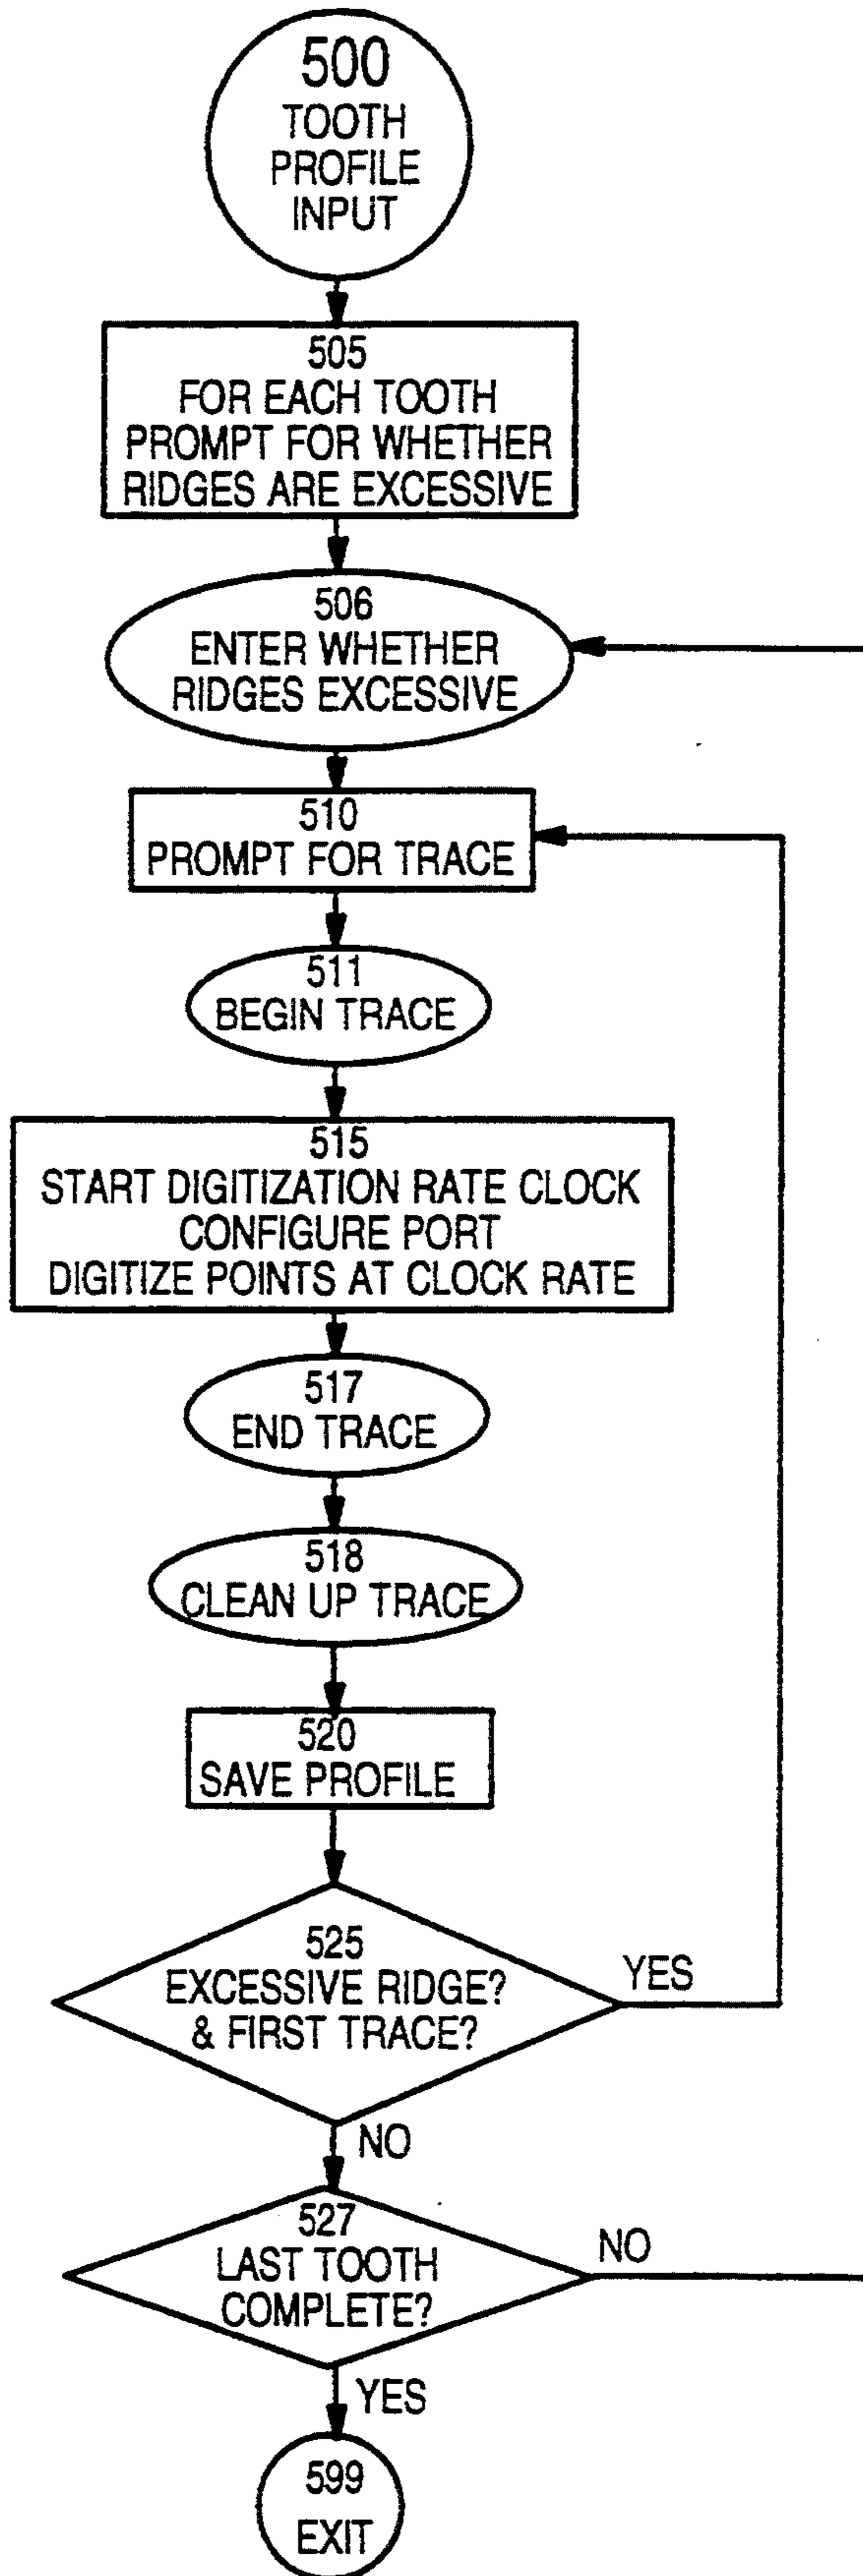 500
TOOTH
PROFILE
INPUT
505
FOR EACH TOOTH
PROMPT FOR WHETHER
RIDGES ARE EXCESSIVE
506
ENTER WHETHER
RIDGES EXCESSIVE
510
PROMPT FOR TRACE
511
BEGIN TRACE
515
START DIGITIZATION RATE CLOCK
CONFIGURE PORT
DIGITIZE POINTS AT CLOCK RATE
517
END TRACE
518
CLEAN UP TRACE
520
SAVE PROFILE
525
EXCESSIVE RIDGE?
& FIRST TRACE?
YES
NO
527
LAST TOOTH
COMPLETE?
NO
YES
599
EXIT